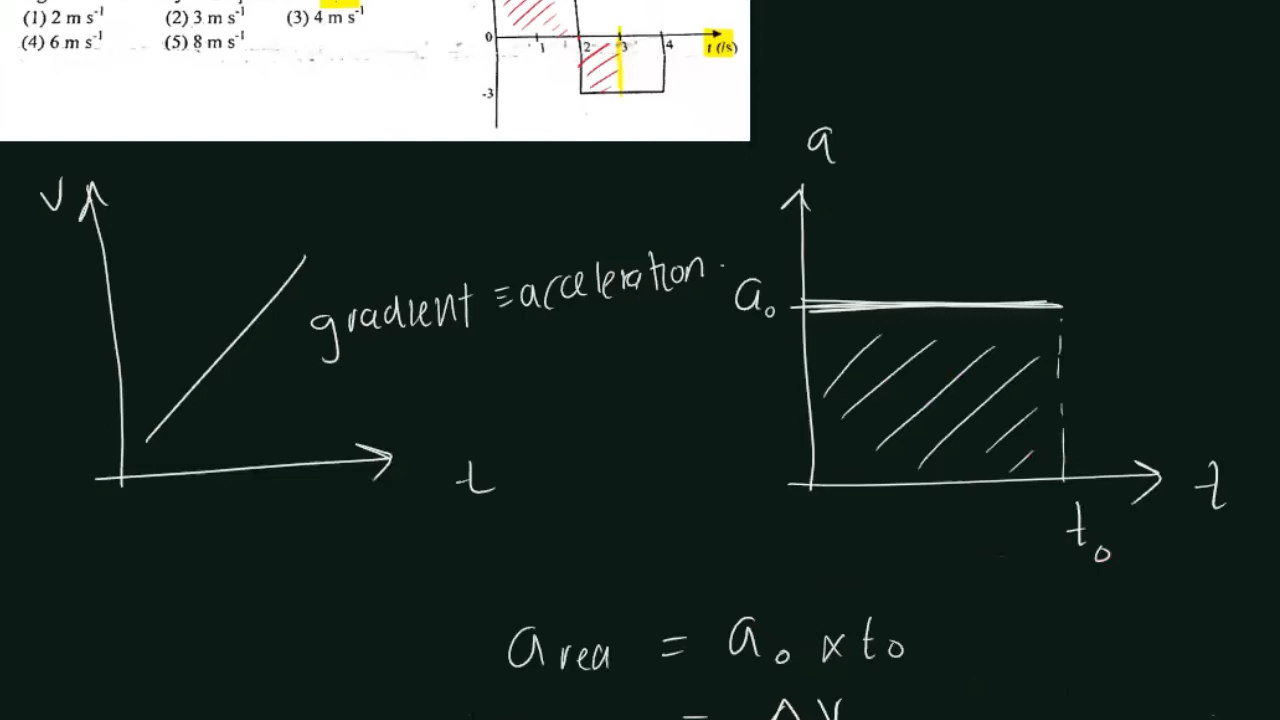 (1) 2 m s⁻¹ (2) 3 m s⁻¹ (3) 4 m s⁻¹
(4) 6 m s⁻¹ (5) 8 m s⁻¹
0 1 2 3 4 t (/s)
-3
a
v
gradient ≡ acceleration.
a₀
t
t
t₀
area = a₀ × t₀
= ΔV